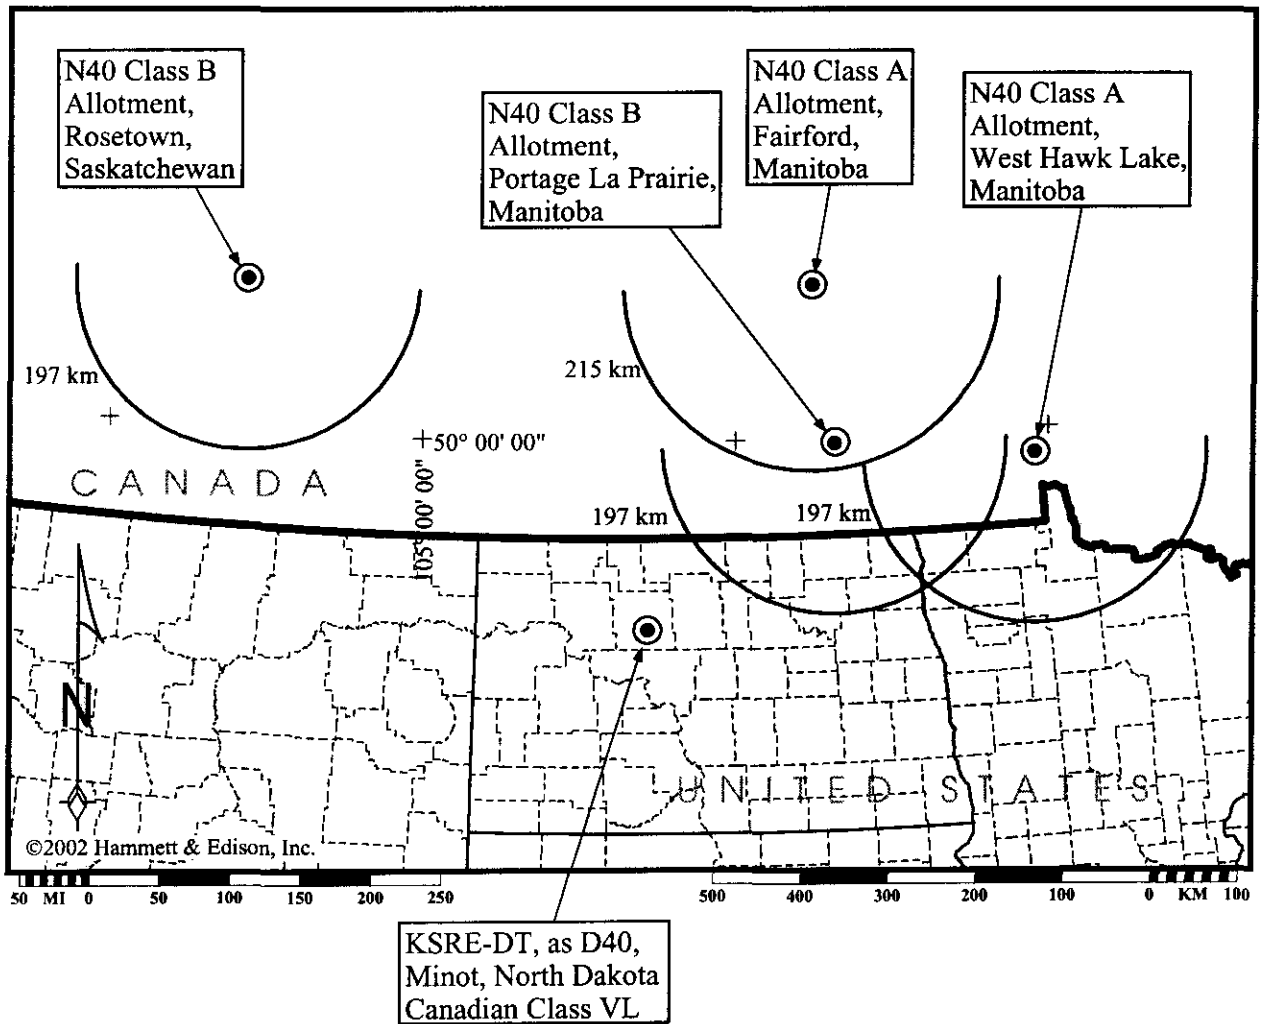 N40 Class B
Allotment,
Rosetown,
Saskatchewan
N40 Class B
Allotment,
Portage La Prairie,
Manitoba
N40 Class A
Allotment,
Fairford,
Manitoba
N40 Class A
Allotment,
West Hawk Lake,
Manitoba
197 km
215 km
50° 00' 00"
105° 00' 00"
CANADA
197 km
197 km
N
UNITED STATES
©2002 Hammett & Edison, Inc.
50 MI 0 50 100 150 200 250
500 400 300 200 100 0 KM 100
KSRE-DT, as D40,
Minot, North Dakota
Canadian Class VL